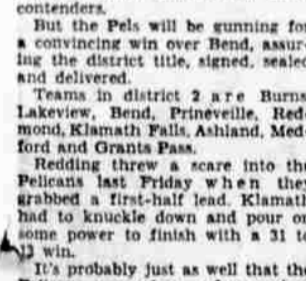 contenders.
But the Pels will be gunning for
a convincing win over Bend, assur-
ing the district title, signed, sealed
and delivered.
Teams in district 2 are Burns
Lakeview, Bend, Prineville, Red-
mond, Klamath Falls, Ashland, Med-
ford and Grants Pass.
Redding threw a scare into the
Pelicans last Friday when they
grabbed a first-half lead. Klamath
had to knuckle down and pour on
some power to finish with a 31 to
win.
It's probably just as well that the